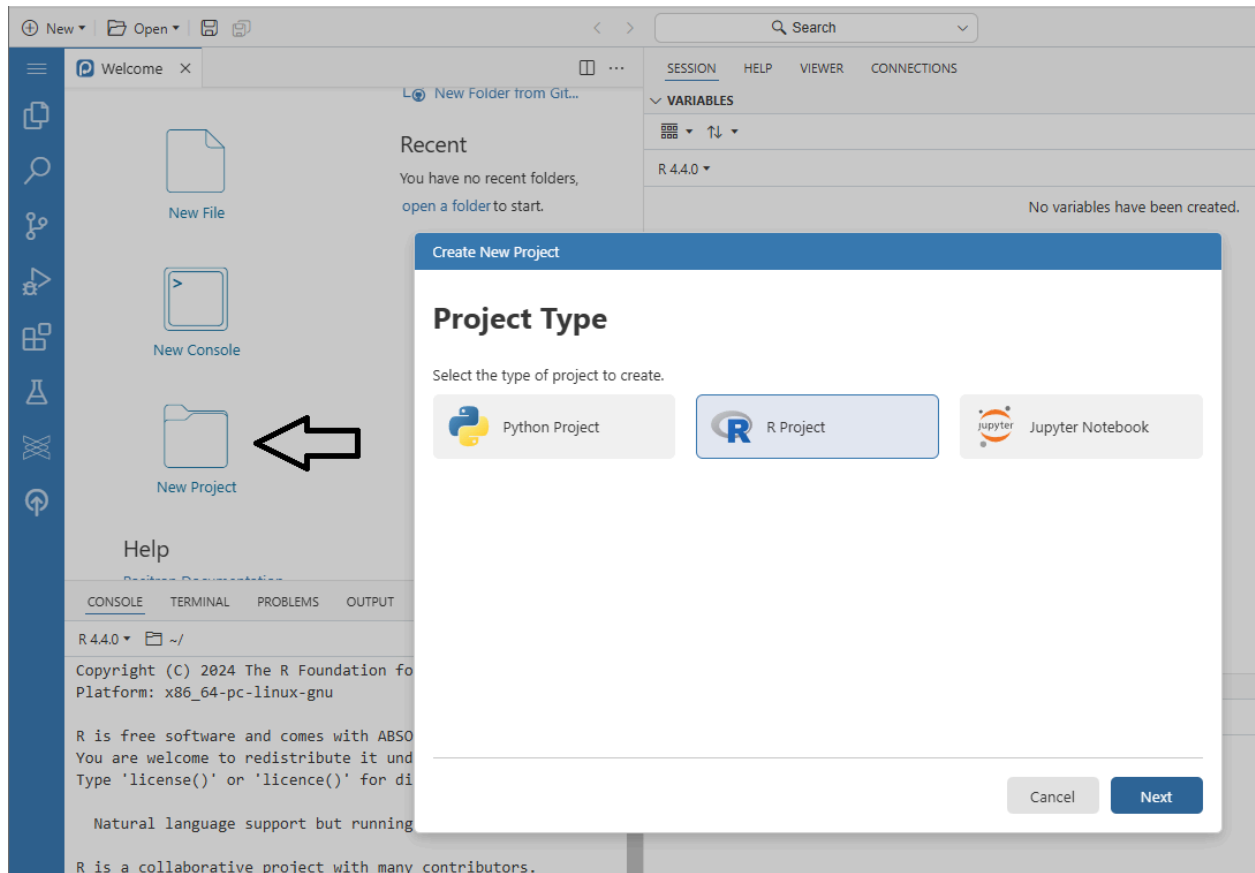 New
Open
Search
Welcome
SESSION HELP VIEWER CONNECTIONS
New Folder from Git...
VARIABLES
Recent
You have no recent folders,
open a folder to start.
R 4.4.0
No variables have been created.
New File
New Console
New Project
Help
Positron Documentation
Create New Project
Project Type
Select the type of project to create.
Python Project
R Project
jupyter
Jupyter Notebook
Cancel
Next
CONSOLE TERMINAL PROBLEMS OUTPUT
R 4.4.0 ~/
Copyright (C) 2024 The R Foundation fo
Platform: x86_64-pc-linux-gnu
R is free software and comes with ABSO
You are welcome to redistribute it und
Type 'license()' or 'licence()' for di
Natural language support but running
R is a collaborative project with many contributors.